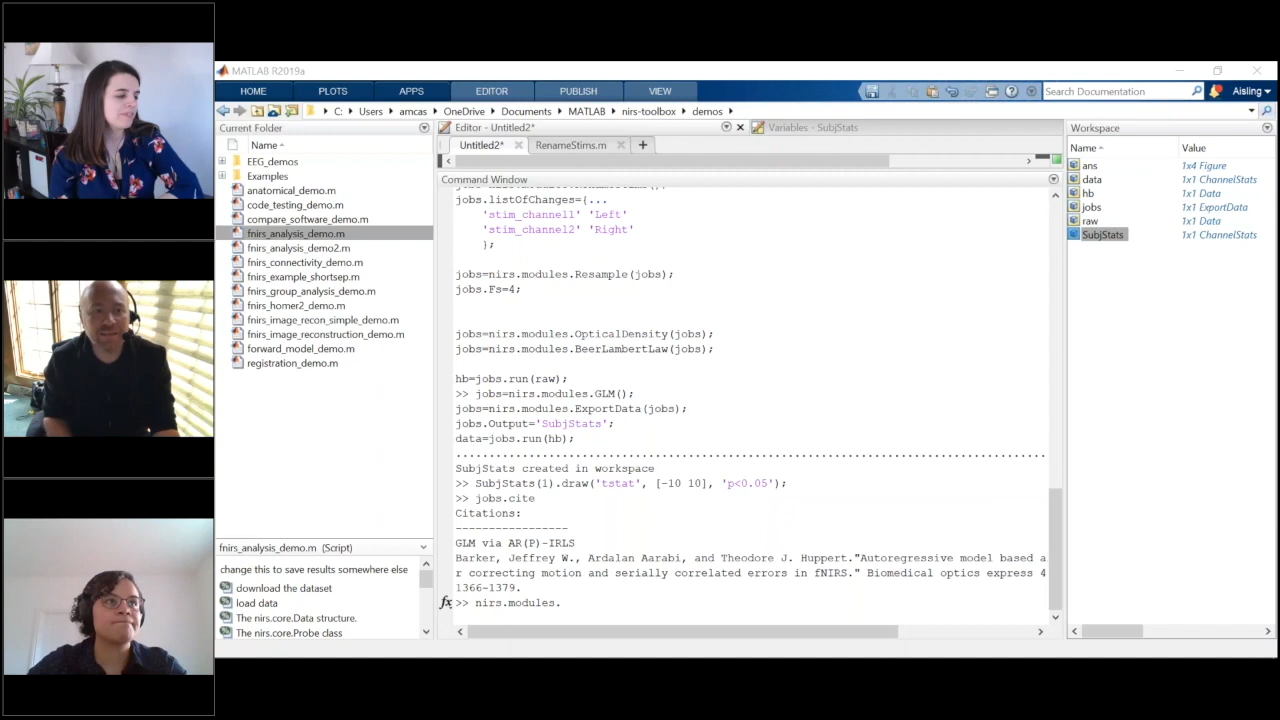 MATLAB R2019a
HOME PLOTS APPS EDITOR PUBLISH VIEW Search Documentation Aisling
C: Users amcas OneDrive Documents MATLAB nirs-toolbox demos
Current Folder
Name
EEG_demos
Examples
anatomical_demo.m
code_testing_demo.m
compare_software_demo.m
fnirs_analysis_demo.m
fnirs_analysis_demo2.m
fnirs_connectivity_demo.m
fnirs_example_shortsep.m
fnirs_group_analysis_demo.m
fnirs_homer2_demo.m
fnirs_image_recon_simple_demo.m
fnirs_image_reconstruction_demo.m
forward_model_demo.m
registration_demo.m
fnirs_analysis_demo.m (Script)
change this to save results somewhere else
download the dataset
load data
The nirs.core.Data structure.
The nirs.core.Probe class
Editor - Untitled2*
Variables - SubjStats
Untitled2*
RenameStims.m
Command Window
jobs.listOfChanges={...
'stim_channel1' 'Left'
'stim_channel2' 'Right'
};
jobs=nirs.modules.Resample(jobs);
jobs.Fs=4;
jobs=nirs.modules.OpticalDensity(jobs);
jobs=nirs.modules.BeerLambertLaw(jobs);
hb=jobs.run(raw);
>> jobs=nirs.modules.GLM();
jobs=nirs.modules.ExportData(jobs);
jobs.Output='SubjStats';
data=jobs.run(hb);
SubjStats created in workspace
>> SubjStats(1).draw('tstat', [-10 10], 'p<0.05');
>> jobs.cite
Citations:
-----------------
GLM via AR(P)-IRLS
Barker, Jeffrey W., Ardalan Aarabi, and Theodore J. Huppert."Autoregressive model based a
r correcting motion and serially correlated errors in fNIRS." Biomedical optics express 4
1366-1379.
fx >> nirs.modules.
Workspace
Name Value
ans 1x4 Figure
data 1x1 ChannelStats
hb 1x1 Data
jobs 1x1 ExportData
raw 1x1 Data
SubjStats 1x1 ChannelStats